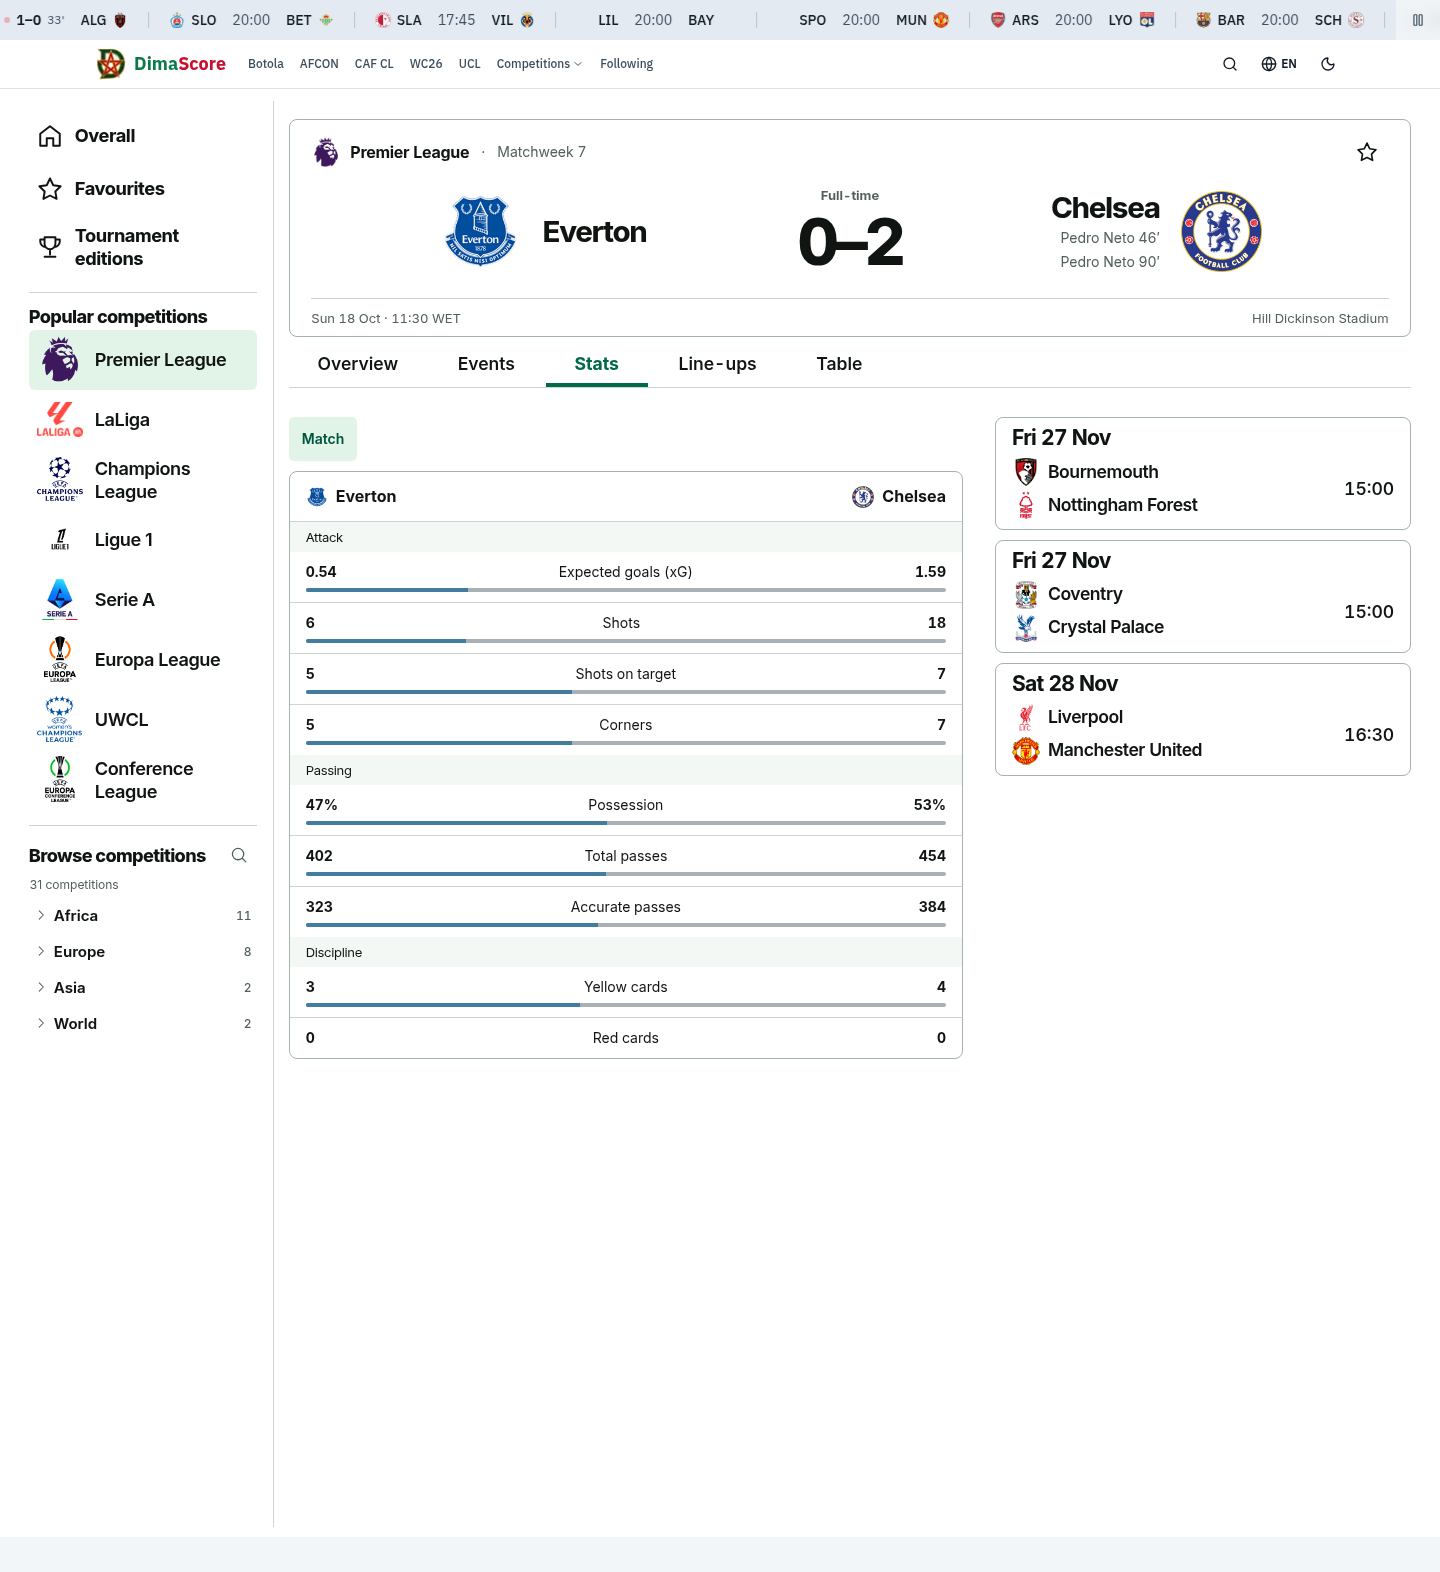 1–0 33' ALG
SLO 20:00 BET
SLA 17:45 VIL
LIL 20:00 BAY
SPO 20:00 MUN
ARS 20:00 LYO
BAR 20:00 SCH
DimaScore
Botola
AFCON
CAF CL
WC26
UCL
Competitions
Following
EN
Overall
Favourites
Tournament
editions
Popular competitions
Premier League
LaLiga
Champions
League
Ligue 1
Serie A
Europa League
UWCL
Conference
League
Browse competitions
31 competitions
Africa 11
Europe 8
Asia 2
World 2
Premier League · Matchweek 7
Everton
Full-time
0–2
Chelsea
Pedro Neto 46'
Pedro Neto 90'
Sun 18 Oct · 11:30 WET
Hill Dickinson Stadium
Overview
Events
Stats
Line-ups
Table
Match
Everton Chelsea
Attack
0.54 Expected goals (xG) 1.59
6 Shots 18
5 Shots on target 7
5 Corners 7
Passing
47% Possession 53%
402 Total passes 454
323 Accurate passes 384
Discipline
3 Yellow cards 4
0 Red cards 0
Fri 27 Nov
Bournemouth
Nottingham Forest
15:00
Fri 27 Nov
Coventry
Crystal Palace
15:00
Sat 28 Nov
Liverpool
Manchester United
16:30